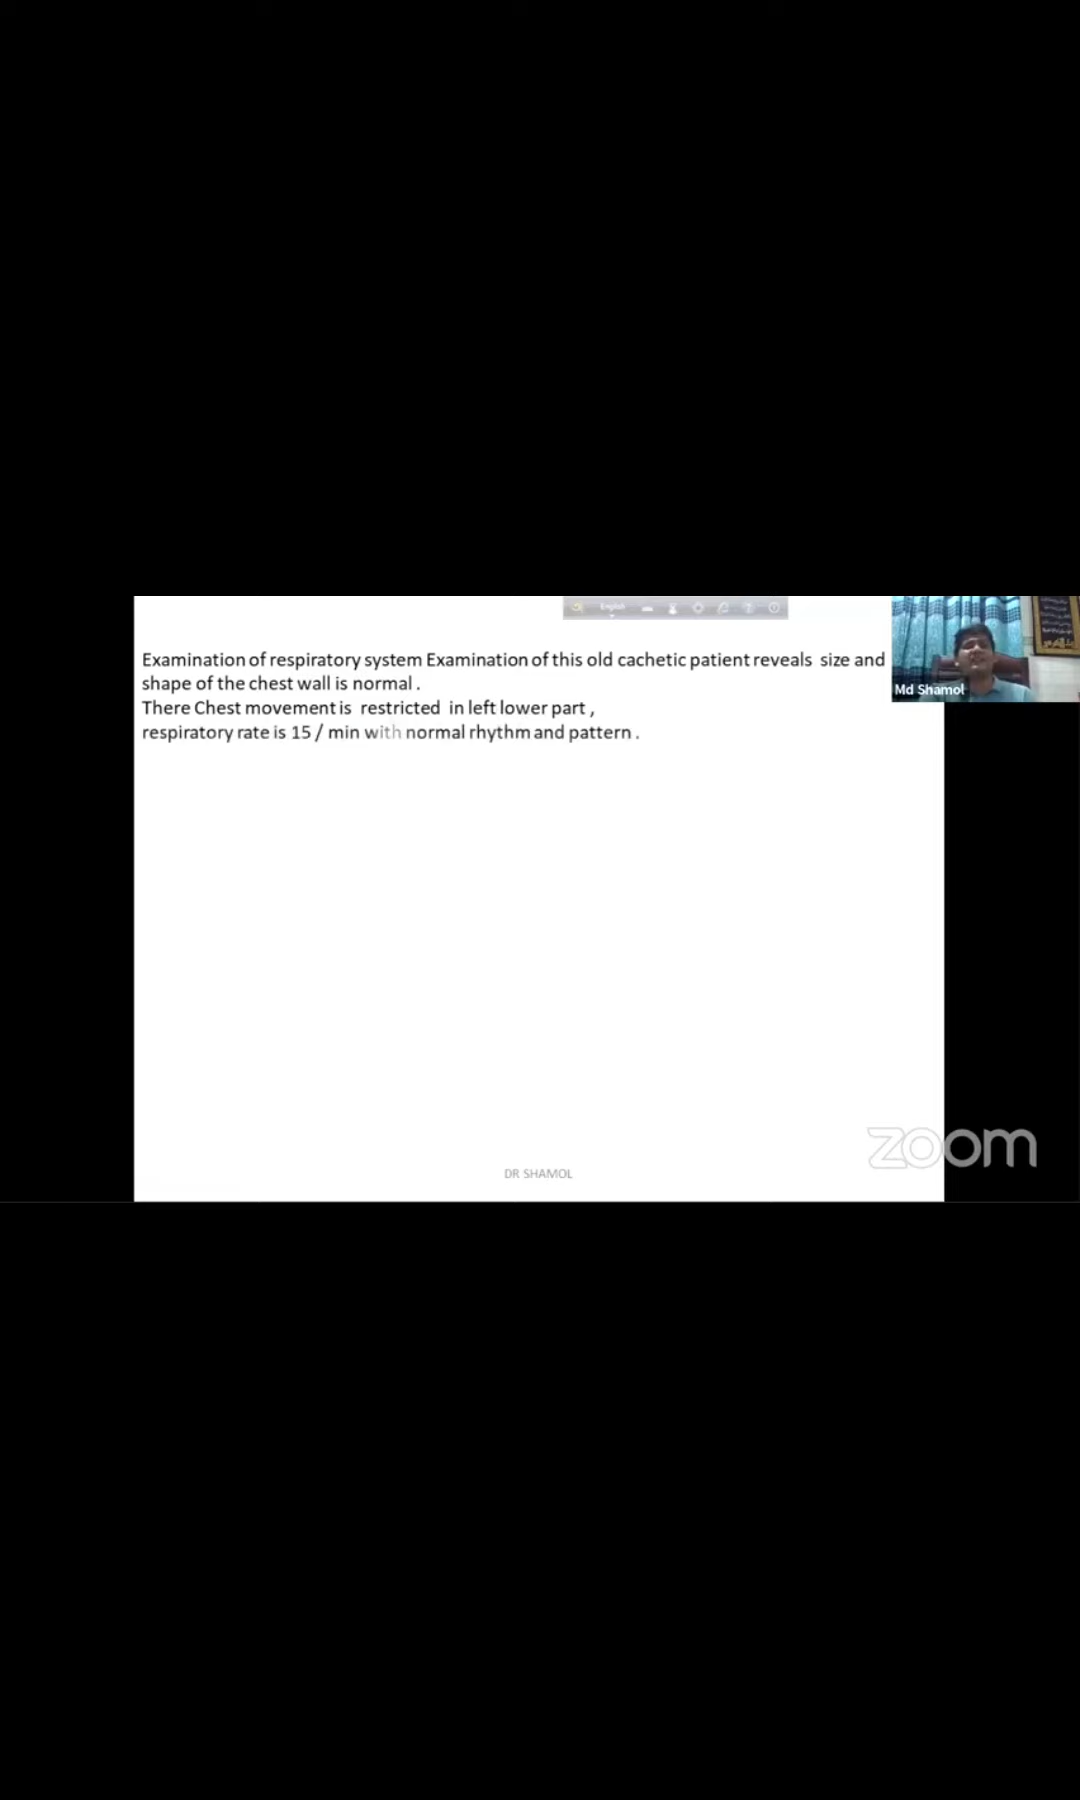 English
Examination of respiratory system Examination of this old cachetic patient reveals size and
shape of the chest wall is normal .
There Chest movement is restricted in left lower part ,
respiratory rate is 15 / min with normal rhythm and pattern .
Md Shamol
DR SHAMOL
zoom